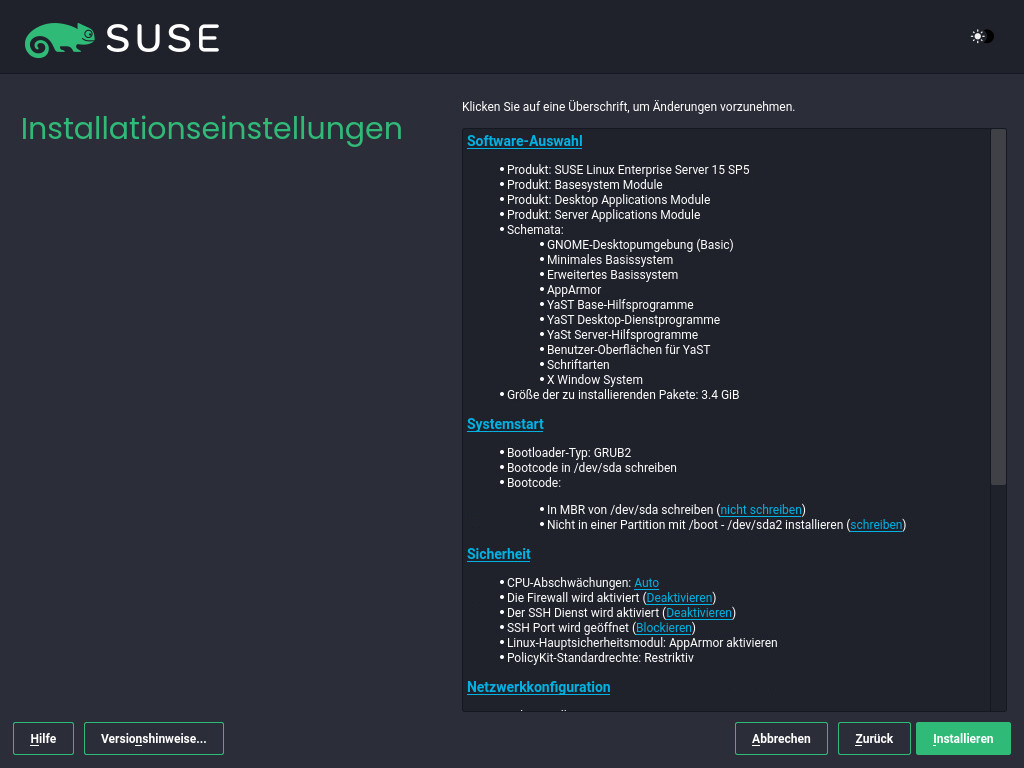 SUSE
Installationseinstellungen
Klicken Sie auf eine Überschrift, um Änderungen vorzunehmen.
Software-Auswahl
• Produkt: SUSE Linux Enterprise Server 15 SP5
• Produkt: Basesystem Module
• Produkt: Desktop Applications Module
• Produkt: Server Applications Module
• Schemata:
• GNOME-Desktopumgebung (Basic)
• Minimales Basissystem
• Erweitertes Basissystem
• AppArmor
• YaST Base-Hilfsprogramme
• YaST Desktop-Dienstprogramme
• YaSt Server-Hilfsprogramme
• Benutzer-Oberflächen für YaST
• Schriftarten
• X Window System
• Größe der zu installierenden Pakete: 3.4 GiB
Systemstart
• Bootloader-Typ: GRUB2
• Bootcode in /dev/sda schreiben
• Bootcode:
• In MBR von /dev/sda schreiben (nicht schreiben)
• Nicht in einer Partition mit /boot - /dev/sda2 installieren (schreiben)
Sicherheit
• CPU-Abschwächungen: Auto
• Die Firewall wird aktiviert (Deaktivieren)
• Der SSH Dienst wird aktiviert (Deaktivieren)
• SSH Port wird geöffnet (Blockieren)
• Linux-Hauptsicherheitsmodul: AppArmor aktivieren
• PolicyKit-Standardrechte: Restriktiv
Netzwerkkonfiguration
Hilfe
Versionshinweise...
Abbrechen
Zurück
Installieren